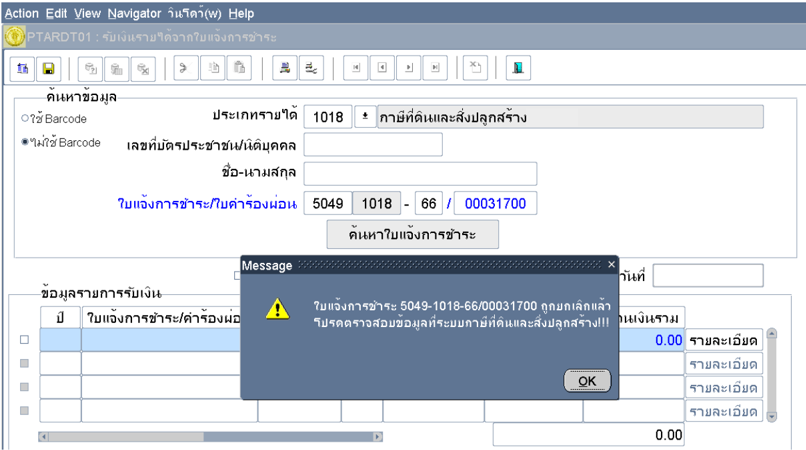 Action Edit View Navigator วินโดว์(w) Help
PTARDT01 : รับเงินรายได้จากใบแจ้งการชำระ
ค้นหาข้อมูล
ใช้ Barcode
ประเภทรายได้ 1018 ภาษีที่ดินและสิ่งปลูกสร้าง
ไม่ใช้ Barcode
เลขที่บัตรประชาชน/นิติบุคคล
ชื่อ-นามสกุล
ใบแจ้งการชำระ/ใบคำร้องผ่อน 5049 1018 - 66 / 00031700
ค้นหาใบแจ้งการชำระ
Message
ใบแจ้งการชำระ 5049-1018-66/00031700 ถูกยกเลิกแล้ว
โปรดตรวจสอบข้อมูลที่ระบบภาษีที่ดินและสิ่งปลูกสร้าง!!!
OK
วันที่
ข้อมูลรายการรับเงิน
ปี ใบแจ้งการชำระ/คำร้องผ่อ นเงินรวม
0.00 รายละเอียด
รายละเอียด
รายละเอียด
รายละเอียด
0.00